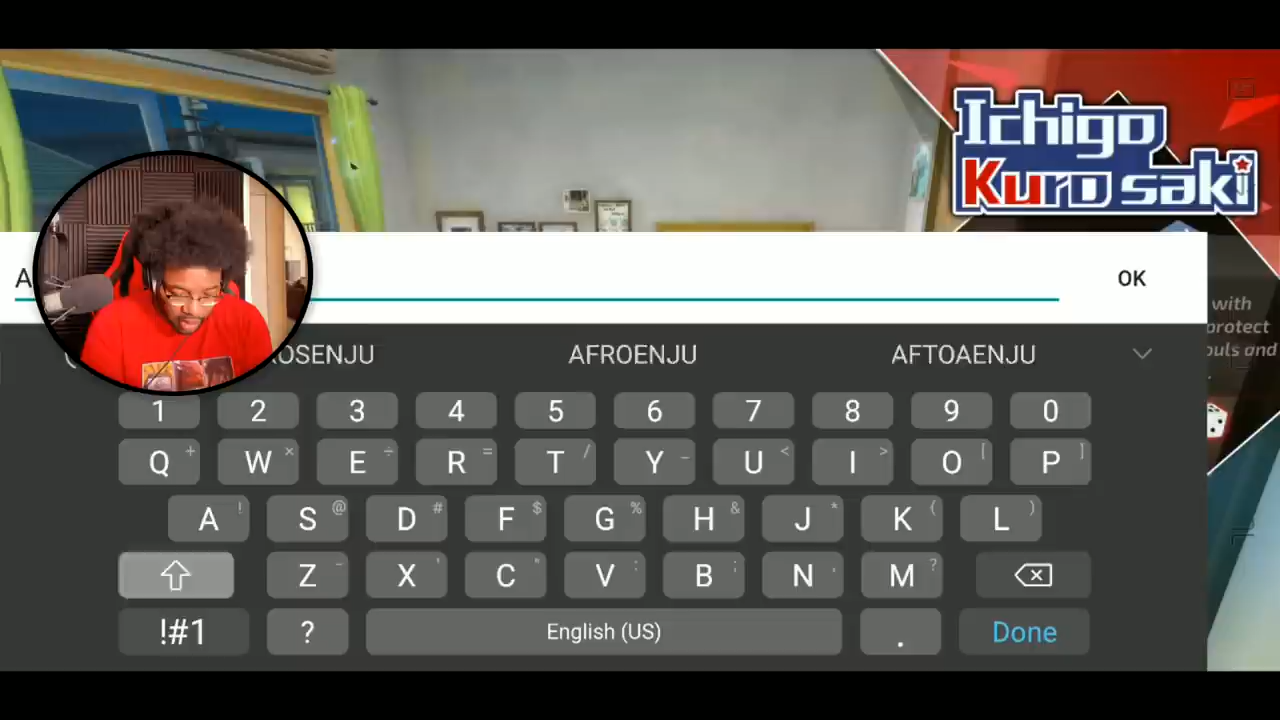 Ichigo
Kurosaki
A
OK
with
protect
ouls and
OSENJU
AFROENJU
AFTOAENJU
1 2 3 4 5 6 7 8 9 0
Q + W × E ÷ R = T / Y _ U < I > O [ P ]
A ! S @ D # F $ G % H & J * K ( L )
Z - X ' C " V : B ; N , M ?
!#1 ? English (US) . Done